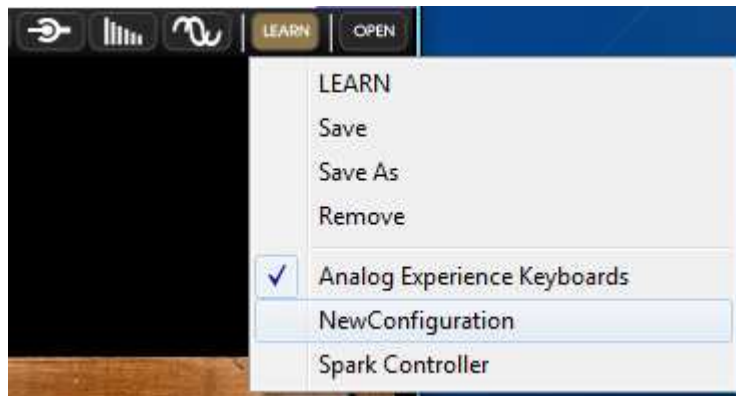 LEARN OPEN
LEARN
Save
Save As
Remove
Analog Experience Keyboards
NewConfiguration
Spark Controller